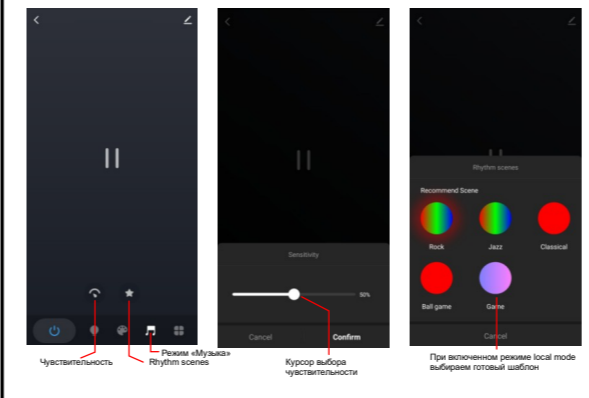 Rhythm scenes
Recommend Scene
Rock
Jazz
Classical
Ball game
Game
Cancel
Sensitivity
50%
Cancel
Confirm
Чувствительность
Режим «Музыка»
Rhythm scenes
Курсор выбора
чувствительности
При включенном режиме local mode
выбираем готовый шаблон